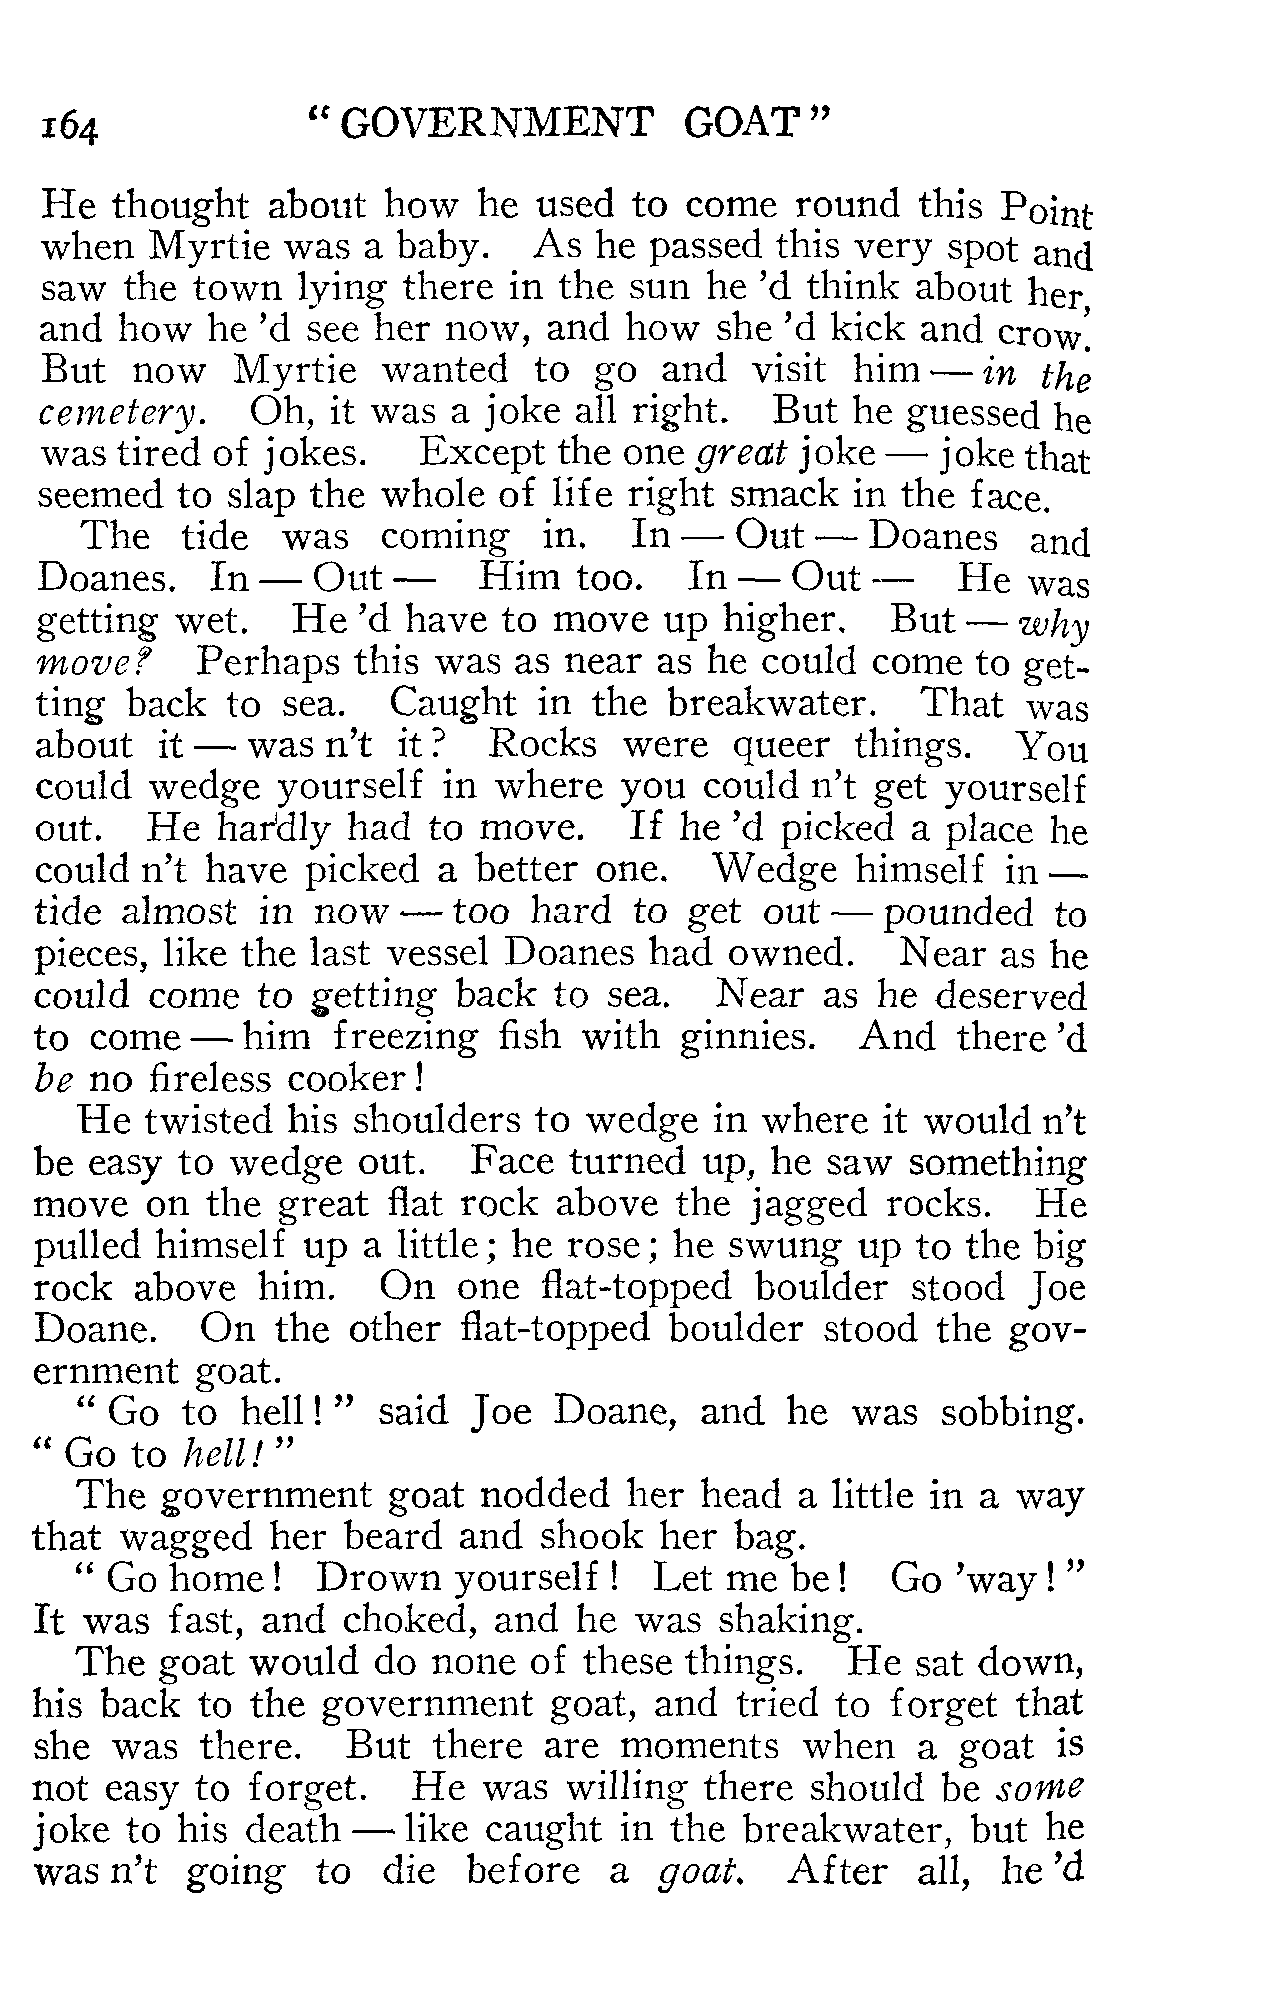 164 " GOVERNMENT GOAT "
He thought about how he used to come round this Point
when Myrtie was a baby. As he passed this very spot and
saw the town lying there in the sun he 'd think about her,
and how he 'd see her now, and how she 'd kick and crow.
But now Myrtie wanted to go and visit him — in the
cemetery. Oh, it was a joke all right. But he guessed he
was tired of jokes. Except the one great joke — joke that
seemed to slap the whole of life right smack in the face.
The tide was coming in. In — Out — Doanes and
Doanes. In — Out — Him too. In — Out — He was
getting wet. He 'd have to move up higher. But — why
move? Perhaps this was as near as he could come to get-
ting back to sea. Caught in the breakwater. That was
about it — was n't it? Rocks were queer things. You
could wedge yourself in where you could n't get yourself
out. He hardly had to move. If he 'd picked a place he
could n't have picked a better one. Wedge himself in —
tide almost in now — too hard to get out — pounded to
pieces, like the last vessel Doanes had owned. Near as he
could come to getting back to sea. Near as he deserved
to come — him freezing fish with ginnies. And there 'd
be no fireless cooker!
He twisted his shoulders to wedge in where it would n't
be easy to wedge out. Face turned up, he saw something
move on the great flat rock above the jagged rocks. He
pulled himself up a little; he rose; he swung up to the big
rock above him. On one flat-topped boulder stood Joe
Doane. On the other flat-topped boulder stood the gov-
ernment goat.
" Go to hell! " said Joe Doane, and he was sobbing.
" Go to hell! "
The government goat nodded her head a little in a way
that wagged her beard and shook her bag.
" Go home! Drown yourself! Let me be! Go 'way! "
It was fast, and choked, and he was shaking.
The goat would do none of these things. He sat down,
his back to the government goat, and tried to forget that
she was there. But there are moments when a goat is
not easy to forget. He was willing there should be some
joke to his death — like caught in the breakwater, but he
was n't going to die before a goat. After all, he 'd